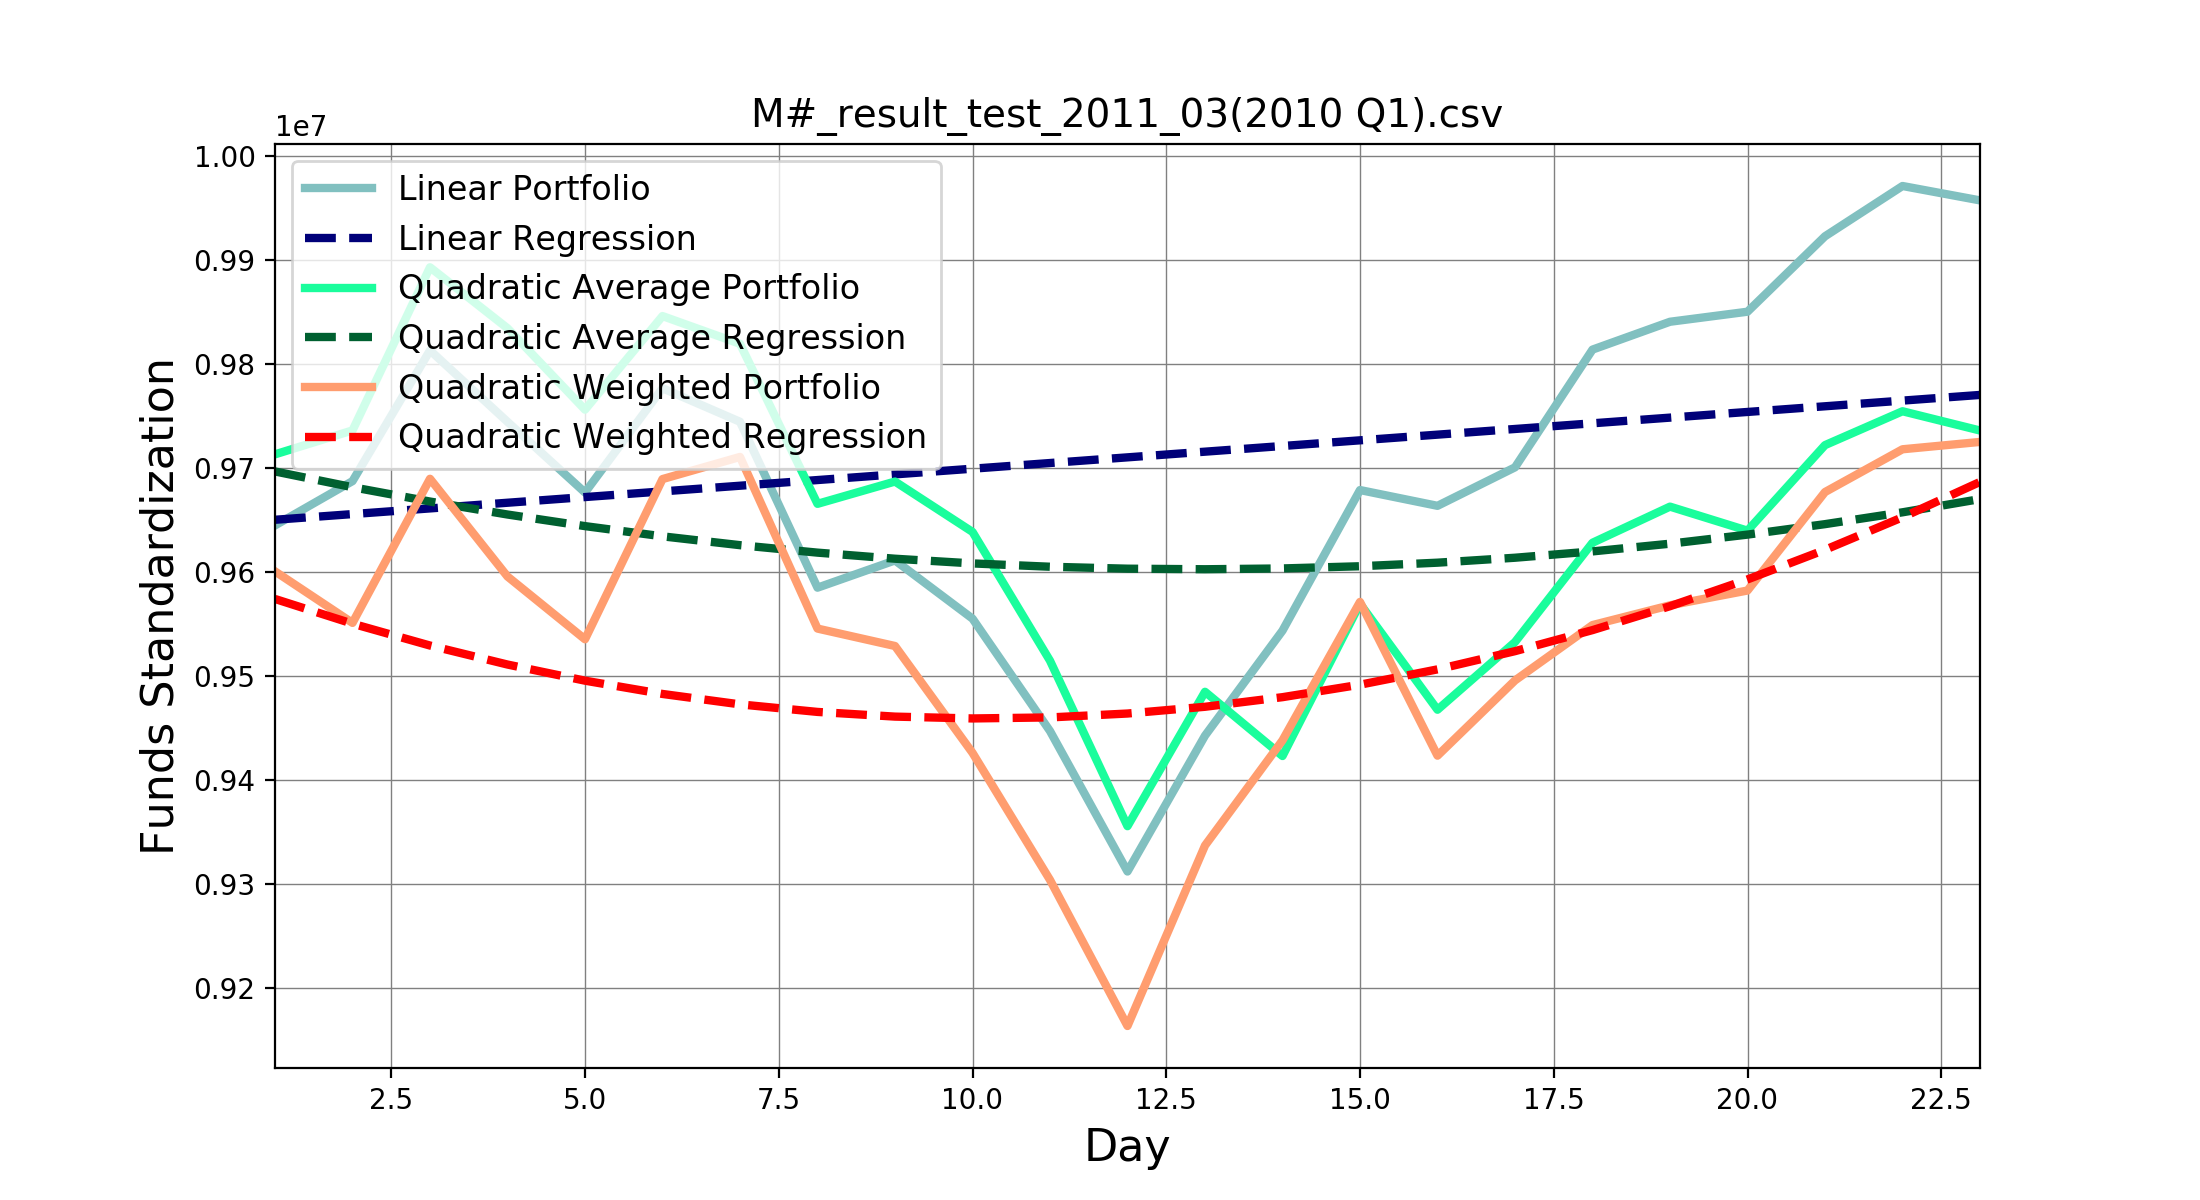 M#_result_test_2011_03(2010 Q1).csv
1e7
1.00
0.99
0.98
0.97
0.96
0.95
0.94
0.93
0.92
Funds Standardization
Linear Portfolio
Linear Regression
Quadratic Average Portfolio
Quadratic Average Regression
Quadratic Weighted Portfolio
Quadratic Weighted Regression
2.5 5.0 7.5 10.0 12.5 15.0 17.5 20.0 22.5
Day